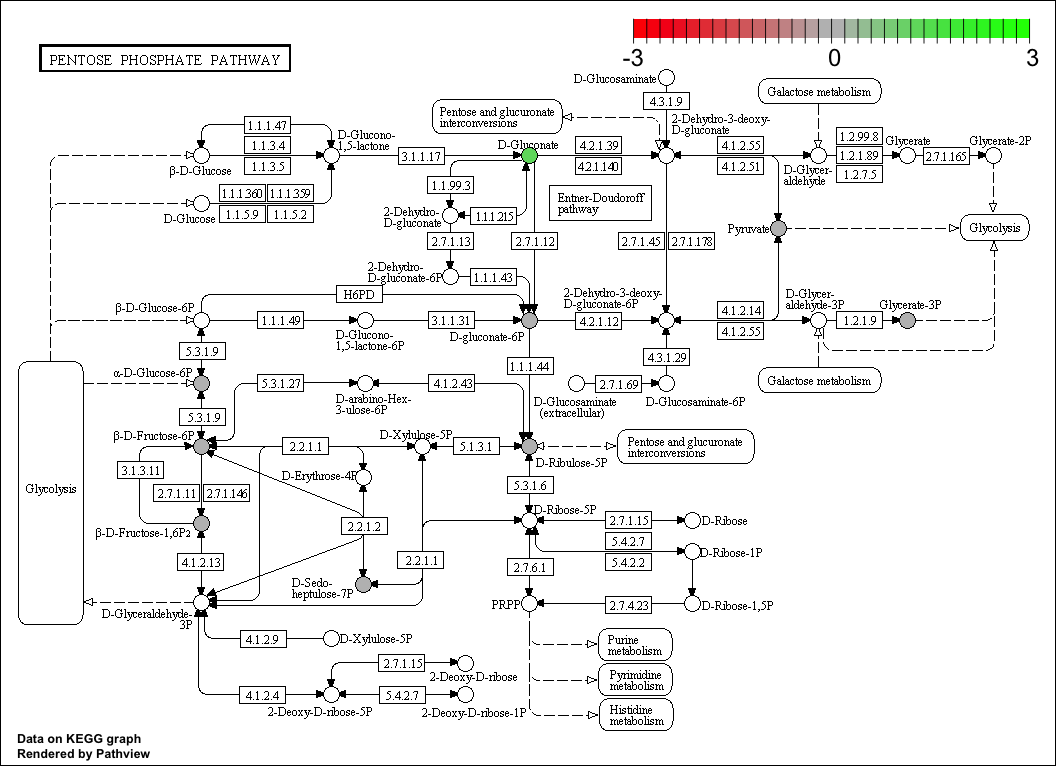 PENTOSE PHOSPHATE PATHWAY
-3
0
3
D-Glucosaminate
4.3.1.9
Galactose metabolism
Pentose and glucuronate
interconversions
2-Dehydro-3-deoxy-
D-gluconate
1.1.1.47
1.1.3.4
1.1.3.5
D-Glucono-
1,5-lactone
3.1.1.17
D-Gluconate
4.2.1.39
4.2.1.140
4.2.1.55
4.2.1.51
1.2.99.8
1.2.1.89
1.2.7.5
Glycerate
2.7.1.165
Glycerate-2P
β-D-Glucose
D-Glycer-
aldehyde
1.1.1.360
1.1.1.359
1.1.5.9
1.1.5.2
D-Glucose
1.1.99.3
2-Dehydro-
D-gluconate
1.1.1.215
Entner-Doudoroff
pathway
Pyruvate
Glycolysis
2.7.1.13
2.7.1.12
2.7.1.45
2.7.1.178
2-Dehydro-
D-gluconate-6P
1.1.1.43
H6PD
2-Dehydro-3-deoxy-
D-gluconate-6P
D-Glycer-
aldehyde-3P
Glycerate-3P
β-D-Glucose-6P
1.1.1.49
D-Glucono-
1,5-lactone-6P
3.1.1.31
D-gluconate-6P
4.2.1.12
4.1.2.14
4.1.2.55
1.2.1.9
5.3.1.9
1.1.1.44
4.3.1.29
α-D-Glucose-6P
5.3.1.27
D-arabino-Hex-
3-ulose-6P
4.1.2.43
D-Glucosaminate
(extracellular)
2.7.1.69
D-Glucosaminate-6P
Galactose metabolism
5.3.1.9
β-D-Fructose-6P
2.2.1.1
D-Xylulose-5P
5.1.3.1
D-Ribulose-5P
Pentose and glucuronate
interconversions
3.1.3.11
2.7.1.11
2.7.1.146
D-Erythrose-4P
5.3.1.6
Glycolysis
β-D-Fructose-1,6P2
2.2.1.2
D-Ribose-5P
2.7.1.15
D-Ribose
5.4.2.7
5.4.2.2
D-Ribose-1P
4.1.2.13
2.2.1.1
2.7.6.1
D-Sedo-
heptulose-7P
D-Glyceraldehyde-
3P
PRPP
2.7.4.23
D-Ribose-1,5P
4.1.2.9
D-Xylulose-5P
Purine
metabolism
2.7.1.15
2-Deoxy-D-ribose
Pyrimidine
metabolism
4.1.2.4
2-Deoxy-D-ribose-5P
5.4.2.7
2-Deoxy-D-ribose-1P
Histidine
metabolism
Data on KEGG graph
Rendered by Pathview